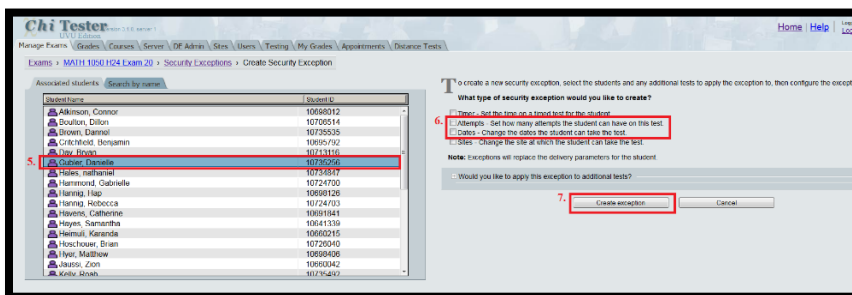 Chi Tester
UVU Edition
Home | Help
Manage Exams Grades Courses Server DE Admin Sites Users Testing My Grades Appointments Distance Tests
Exams › MATH 1050 H24 Exam 20 › Security Exceptions › Create Security Exception
Associated students Search by name
Student Name Student ID
Atkinson, Connor 10698012
Boulton, Dillon 10706514
Brown, Dannol 10735535
Critchfield, Benjamin 10695792
Day, Bryan 10713116
5. Gubler, Danielle 10735256
Hales, nathaniel 10734847
Hammond, Gabrielle 10724700
Hannig, Hap 10698126
Hannig, Rebecca 10724703
Havens, Catherine 10691841
Hayes, Samantha 10641339
Heimuli, Karanda 10660215
Hoschouer, Brian 10726040
Hyer, Matthew 10698406
Jaussi, Zion 10660042
Kelly, Roah 10735492
To create a new security exception, select the students and any additional tests to apply the exception to, then configure the except
What type of security exception would you like to create?
Timer - Set the time on a timed test for the student.
6. Attempts - Set how many attempts the student can have on this test.
Dates - Change the dates the student can take the test.
Sites - Change the site at which the student can take the test.
Note: Exceptions will replace the delivery parameters for the student.
Would you like to apply this exception to additional tests?
7. Create exception Cancel